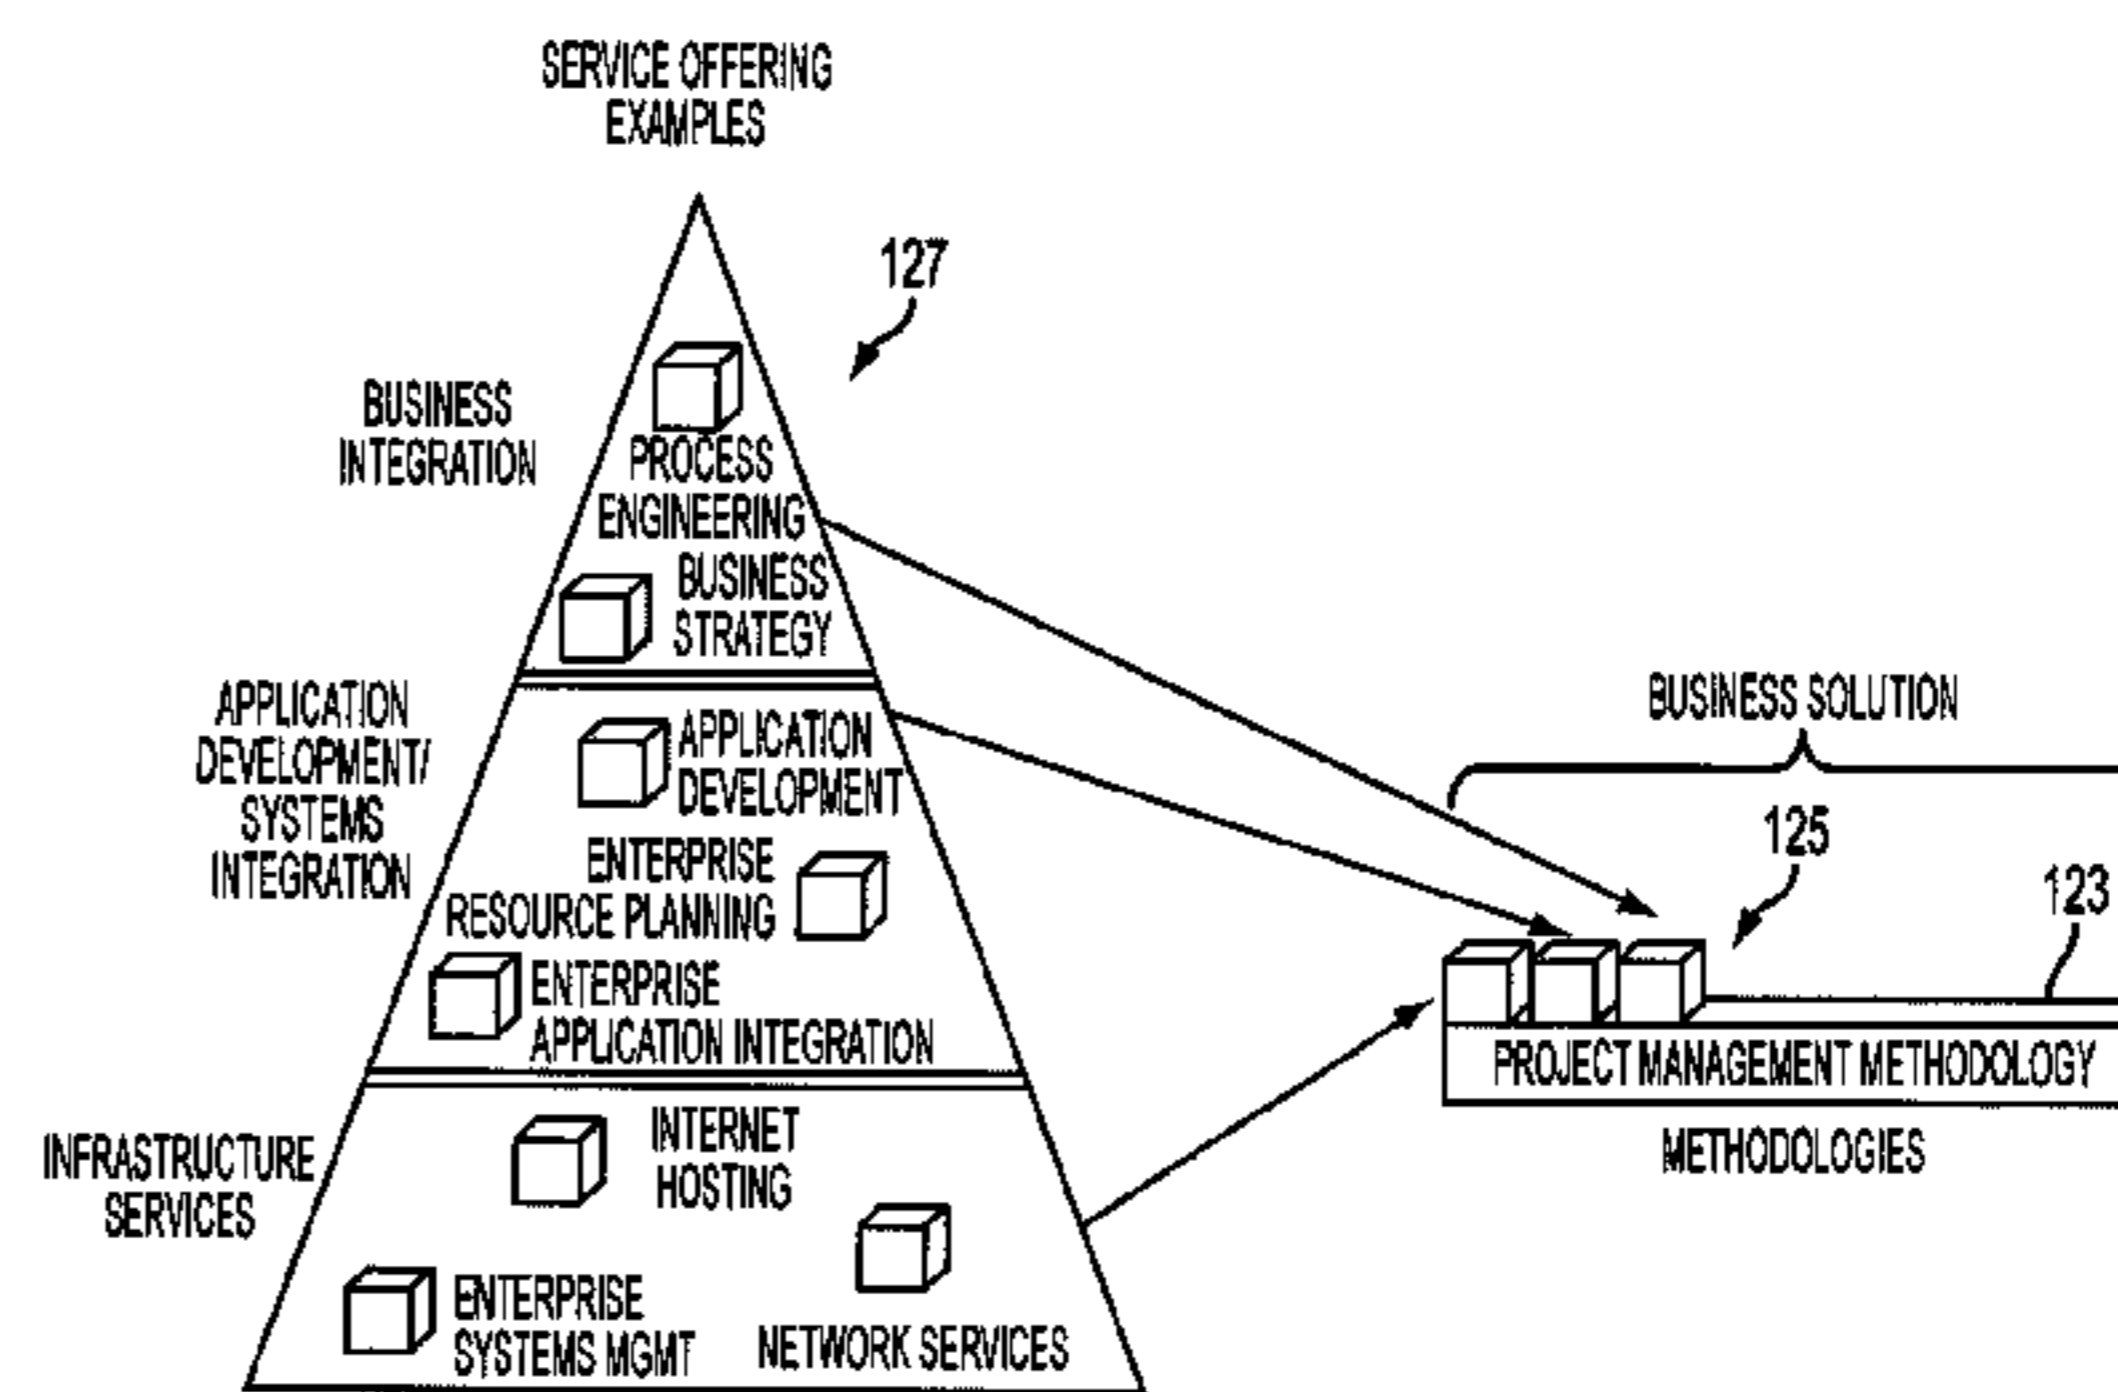 SERVICE OFFERING
EXAMPLES
127
BUSINESS
INTEGRATION
PROCESS
ENGINEERING
BUSINESS
STRATEGY
APPLICATION
DEVELOPMENT/
SYSTEMS
INTEGRATION
APPLICATION
DEVELOPMENT
ENTERPRISE
RESOURCE PLANNING
ENTERPRISE
APPLICATION INTEGRATION
INFRASTRUCTURE
SERVICES
INTERNET
HOSTING
ENTERPRISE
SYSTEMS MGMT
NETWORK SERVICES
BUSINESS SOLUTION
125
123
PROJECT MANAGEMENT METHODOLOGY
METHODOLOGIES